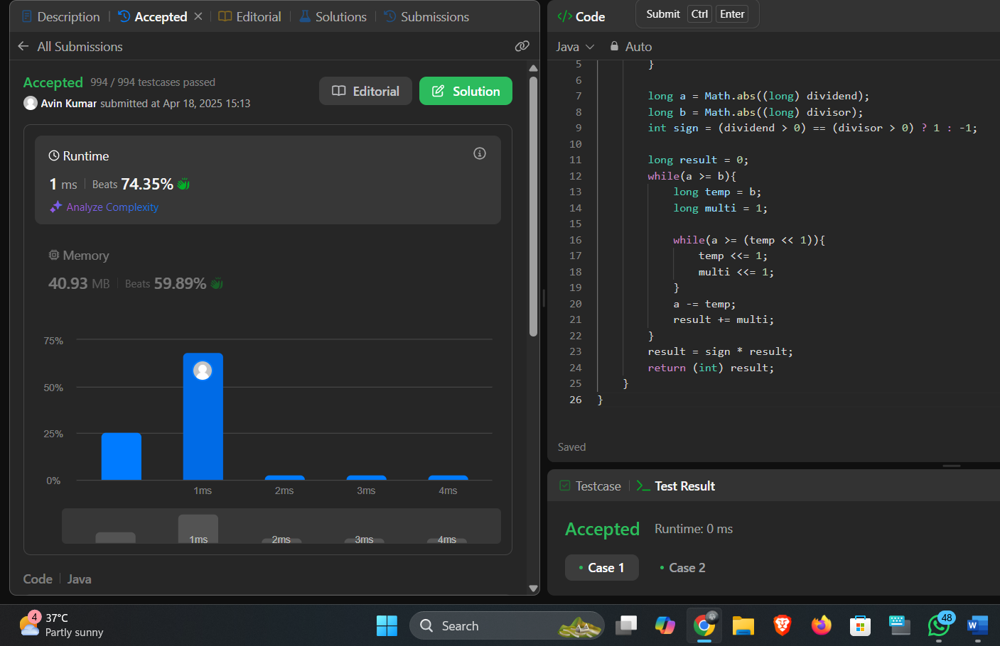 Description
Accepted
Editorial
Solutions
Submissions
All Submissions
Accepted 994 / 994 testcases passed
Avin Kumar submitted at Apr 18, 2025 15:13
Editorial
Solution
Runtime
1 ms Beats 74.35%
Analyze Complexity
Memory
40.93 MB Beats 59.89%
75%
50%
25%
0%
1ms 2ms 3ms 4ms
1ms 2ms 3ms 4ms
Code Java
</> Code
Submit Ctrl Enter
Java Auto
5 }
6
7 long a = Math.abs((long) dividend);
8 long b = Math.abs((long) divisor);
9 int sign = (dividend > 0) == (divisor > 0) ? 1 : -1;
10
11 long result = 0;
12 while(a >= b){
13 long temp = b;
14 long multi = 1;
15
16 while(a >= (temp << 1)){
17 temp <<= 1;
18 multi <<= 1;
19 }
20 a -= temp;
21 result += multi;
22 }
23 result = sign * result;
24 return (int) result;
25 }
26 }
Saved
Testcase
>_ Test Result
Accepted Runtime: 0 ms
Case 1
Case 2
4
37°C
Partly sunny
Search
48
W